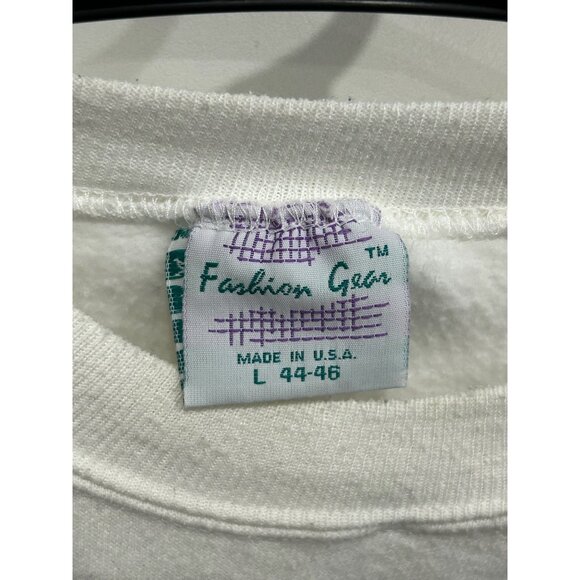 Fashion Gear™
MADE IN U.S.A.
L 44-46